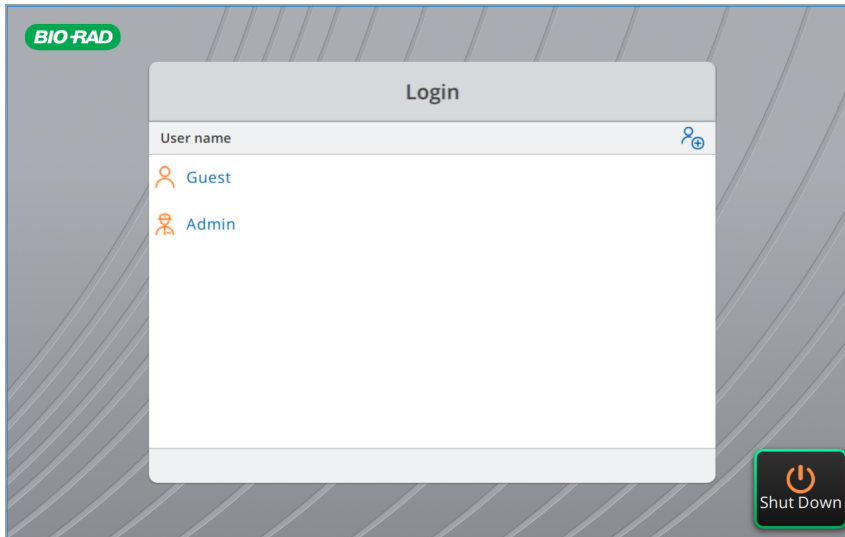 BIO-RAD
Login
User name
Guest
Admin
Shut Down